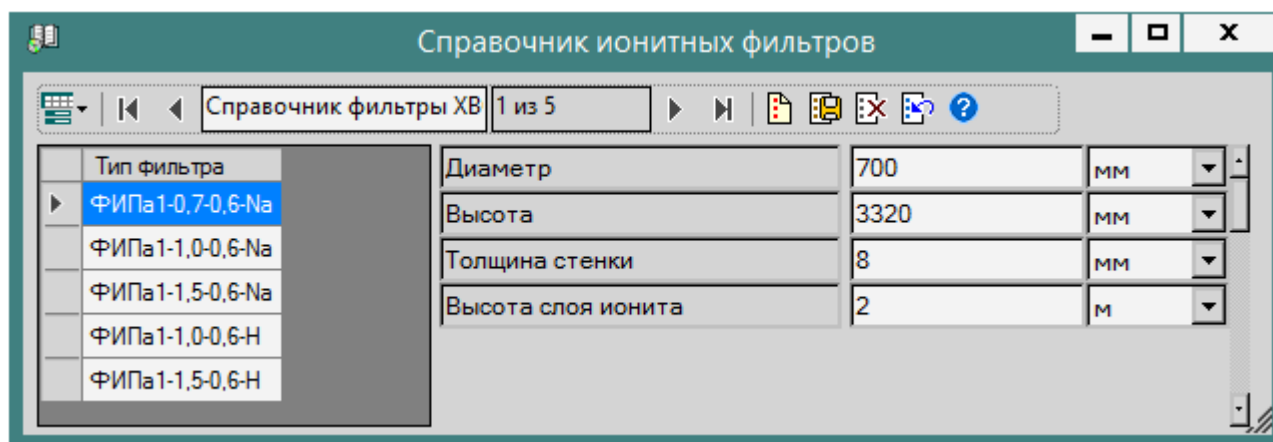 Справочник ионитных фильтров
Справочник фильтры ХВ 1 из 5
Тип фильтра
ФИПа1-0,7-0,6-Na
ФИПа1-1,0-0,6-Na
ФИПа1-1,5-0,6-Na
ФИПа1-1,0-0,6-Н
ФИПа1-1,5-0,6-Н
Диаметр 700 мм
Высота 3320 мм
Толщина стенки 8 мм
Высота слоя ионита 2 м